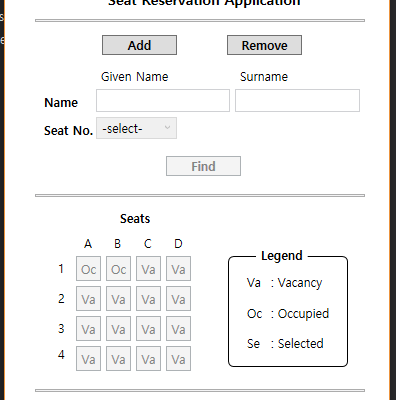 Seat Reservation Application
Add Remove
Given Name Surname
Name
Seat No. -select-
Find
Seats
A B C D
1 Oc Oc Va Va
2 Va Va Va Va
3 Va Va Va Va
4 Va Va Va Va
Legend
Va : Vacancy
Oc : Occupied
Se : Selected